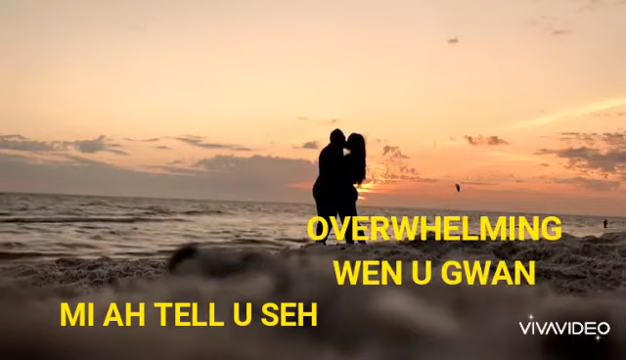 OVERWHELMING
WEN U GWAN
MI AH TELL U SEH
VIVAVIDEO